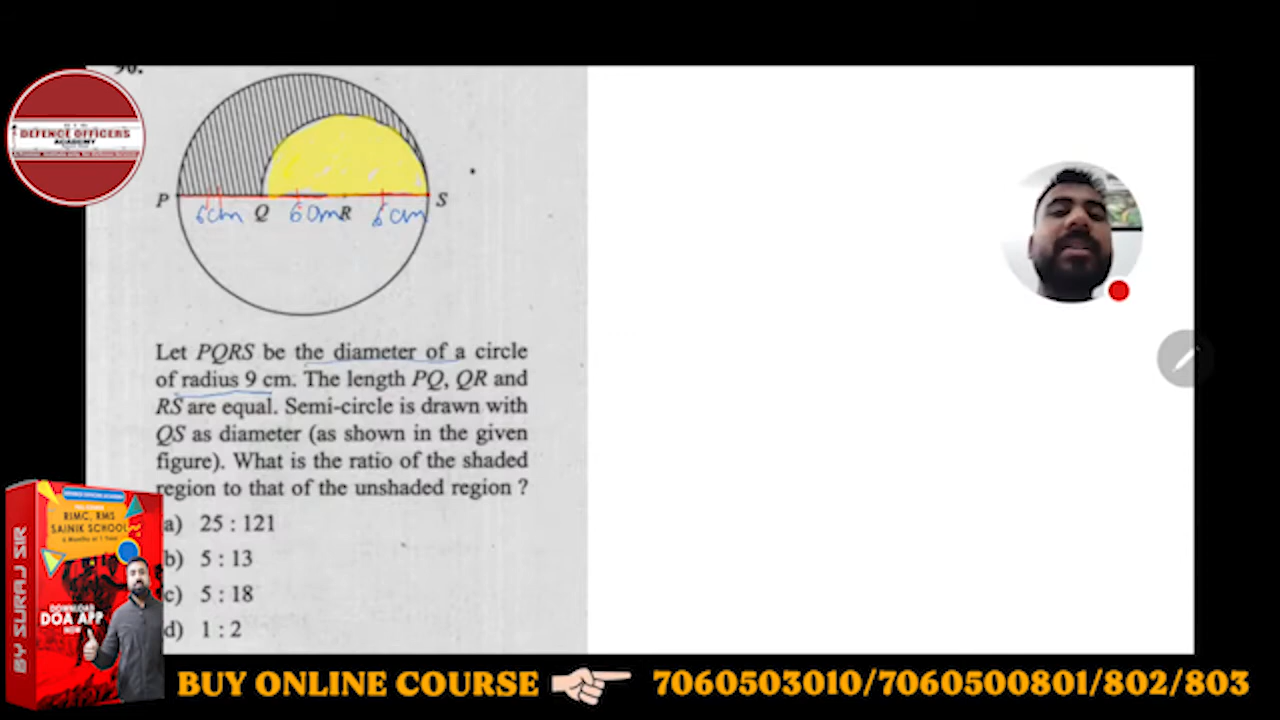 90.
DEFENCE OFFICERS
ACADEMY
P
S
6cm Q 6cm R 6cm
Let PQRS be the diameter of a circle
of radius 9 cm. The length PQ, QR and
RS are equal. Semi-circle is drawn with
QS as diameter (as shown in the given
figure). What is the ratio of the shaded
region to that of the unshaded region ?
a) 25 : 121
b) 5 : 13
c) 5 : 18
d) 1 : 2
RIMC, RMS
SAINIK SCHOOL
DOWNLOAD
DOA APP
NOW
BY SURAJ SIR
BUY ONLINE COURSE 7060503010/7060500801/802/803